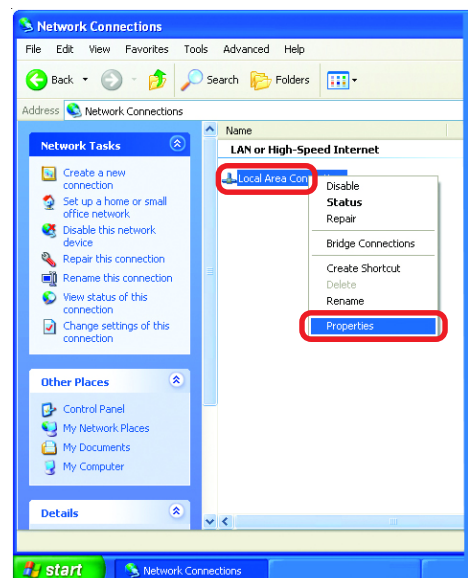 Network Connections
File Edit View Favorites Tools Advanced Help
Back Search Folders
Address Network Connections
Network Tasks
Create a new
connection
Set up a home or small
office network
Disable this network
device
Repair this connection
Rename this connection
View status of this
connection
Change settings of this
connection
Other Places
Control Panel
My Network Places
My Documents
My Computer
Details
Name
LAN or High-Speed Internet
Local Area Con
Disable
Status
Repair
Bridge Connections
Create Shortcut
Delete
Rename
Properties
start Network Connections